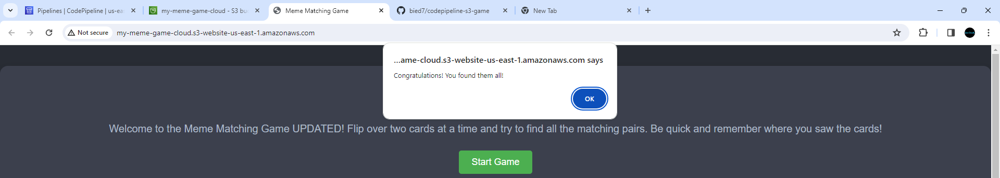 Pipelines | CodePipeline | us-ea
my-meme-game-cloud - S3 bu
Meme Matching Game
bied7/codepipeline-s3-game
New Tab
Not secure
my-meme-game-cloud.s3-website-us-east-1.amazonaws.com
...ame-cloud.s3-website-us-east-1.amazonaws.com says
Congratulations! You found them all!
OK
Welcome to the Meme Matching Game UPDATED! Flip over two cards at a time and try to find all the matching pairs. Be quick and remember where you saw the cards!
Start Game